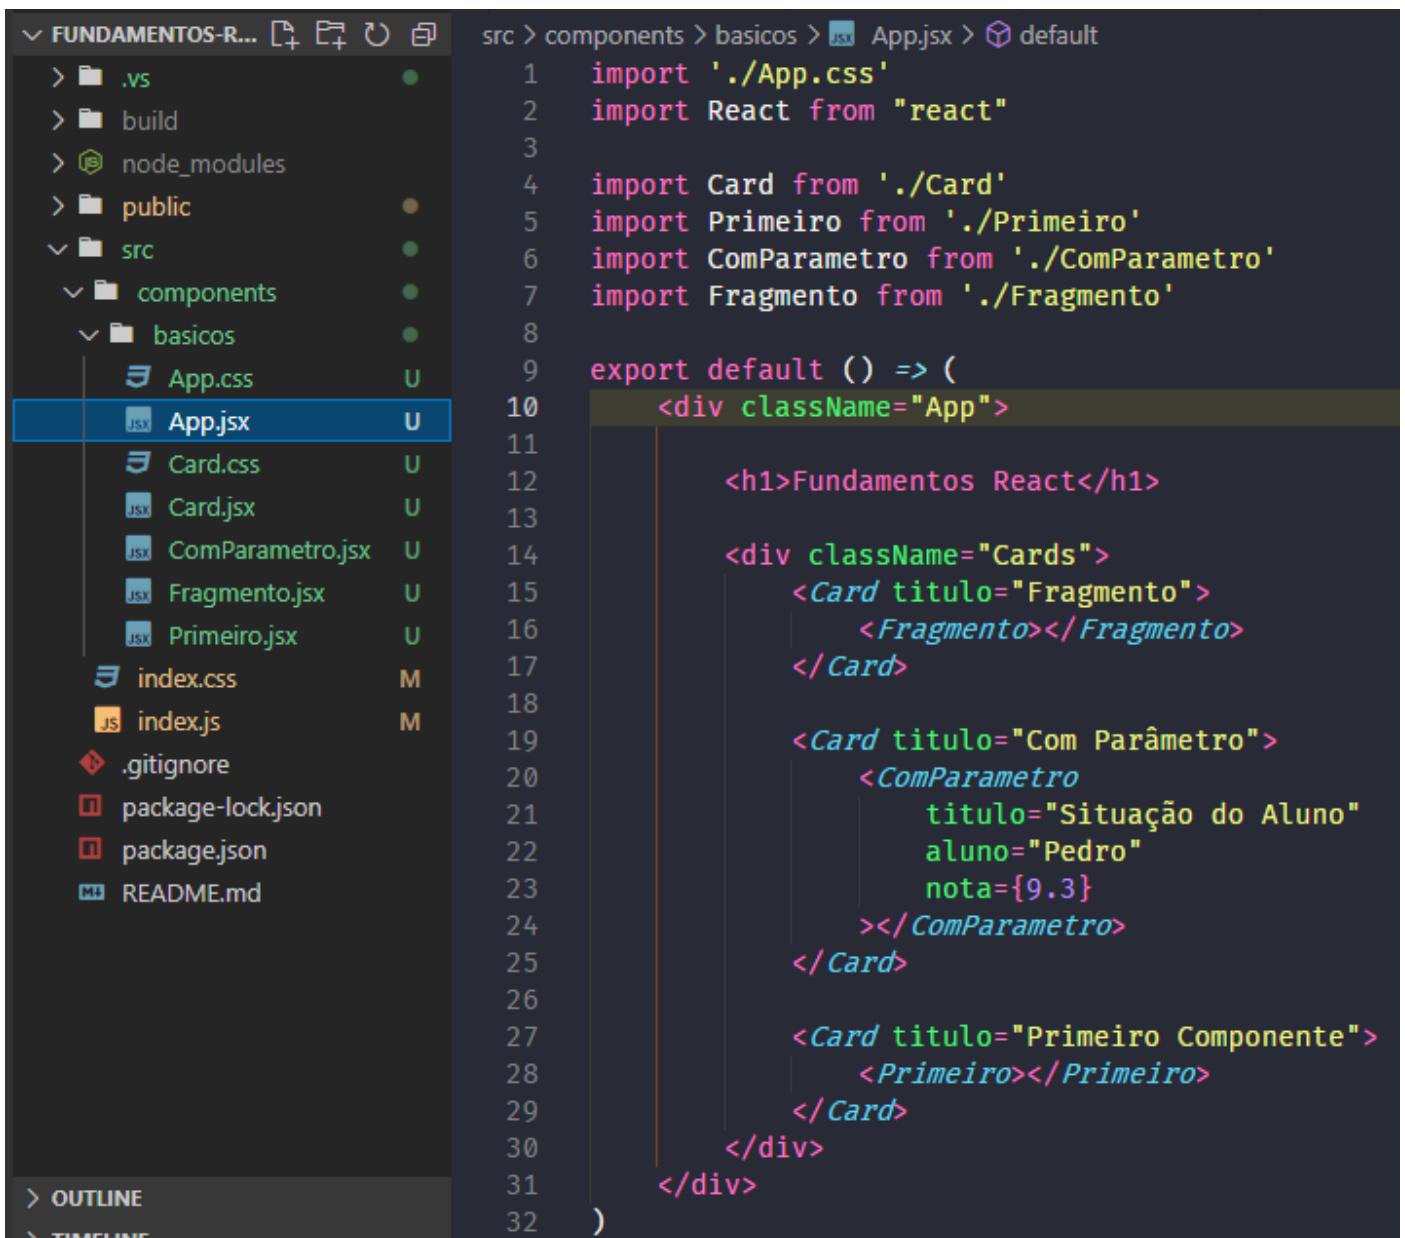 FUNDAMENTOS-R...
.vs
build
node_modules
public
src
components
basicos
App.css U
App.jsx U
Card.css U
Card.jsx U
ComParametro.jsx U
Fragmento.jsx U
Primeiro.jsx U
index.css M
index.js M
.gitignore
package-lock.json
package.json
README.md
OUTLINE
TIMELINE
src > components > basicos > App.jsx > default
1 import './App.css'
2 import React from "react"
3
4 import Card from './Card'
5 import Primeiro from './Primeiro'
6 import ComParametro from './ComParametro'
7 import Fragmento from './Fragmento'
8
9 export default () => (
10 <div className="App">
11
12 <h1>Fundamentos React</h1>
13
14 <div className="Cards">
15 <Card titulo="Fragmento">
16 <Fragmento></Fragmento>
17 </Card>
18
19 <Card titulo="Com Parâmetro">
20 <ComParametro
21 titulo="Situação do Aluno"
22 aluno="Pedro"
23 nota={9.3}
24 ></ComParametro>
25 </Card>
26
27 <Card titulo="Primeiro Componente">
28 <Primeiro></Primeiro>
29 </Card>
30 </div>
31 </div>
32 )